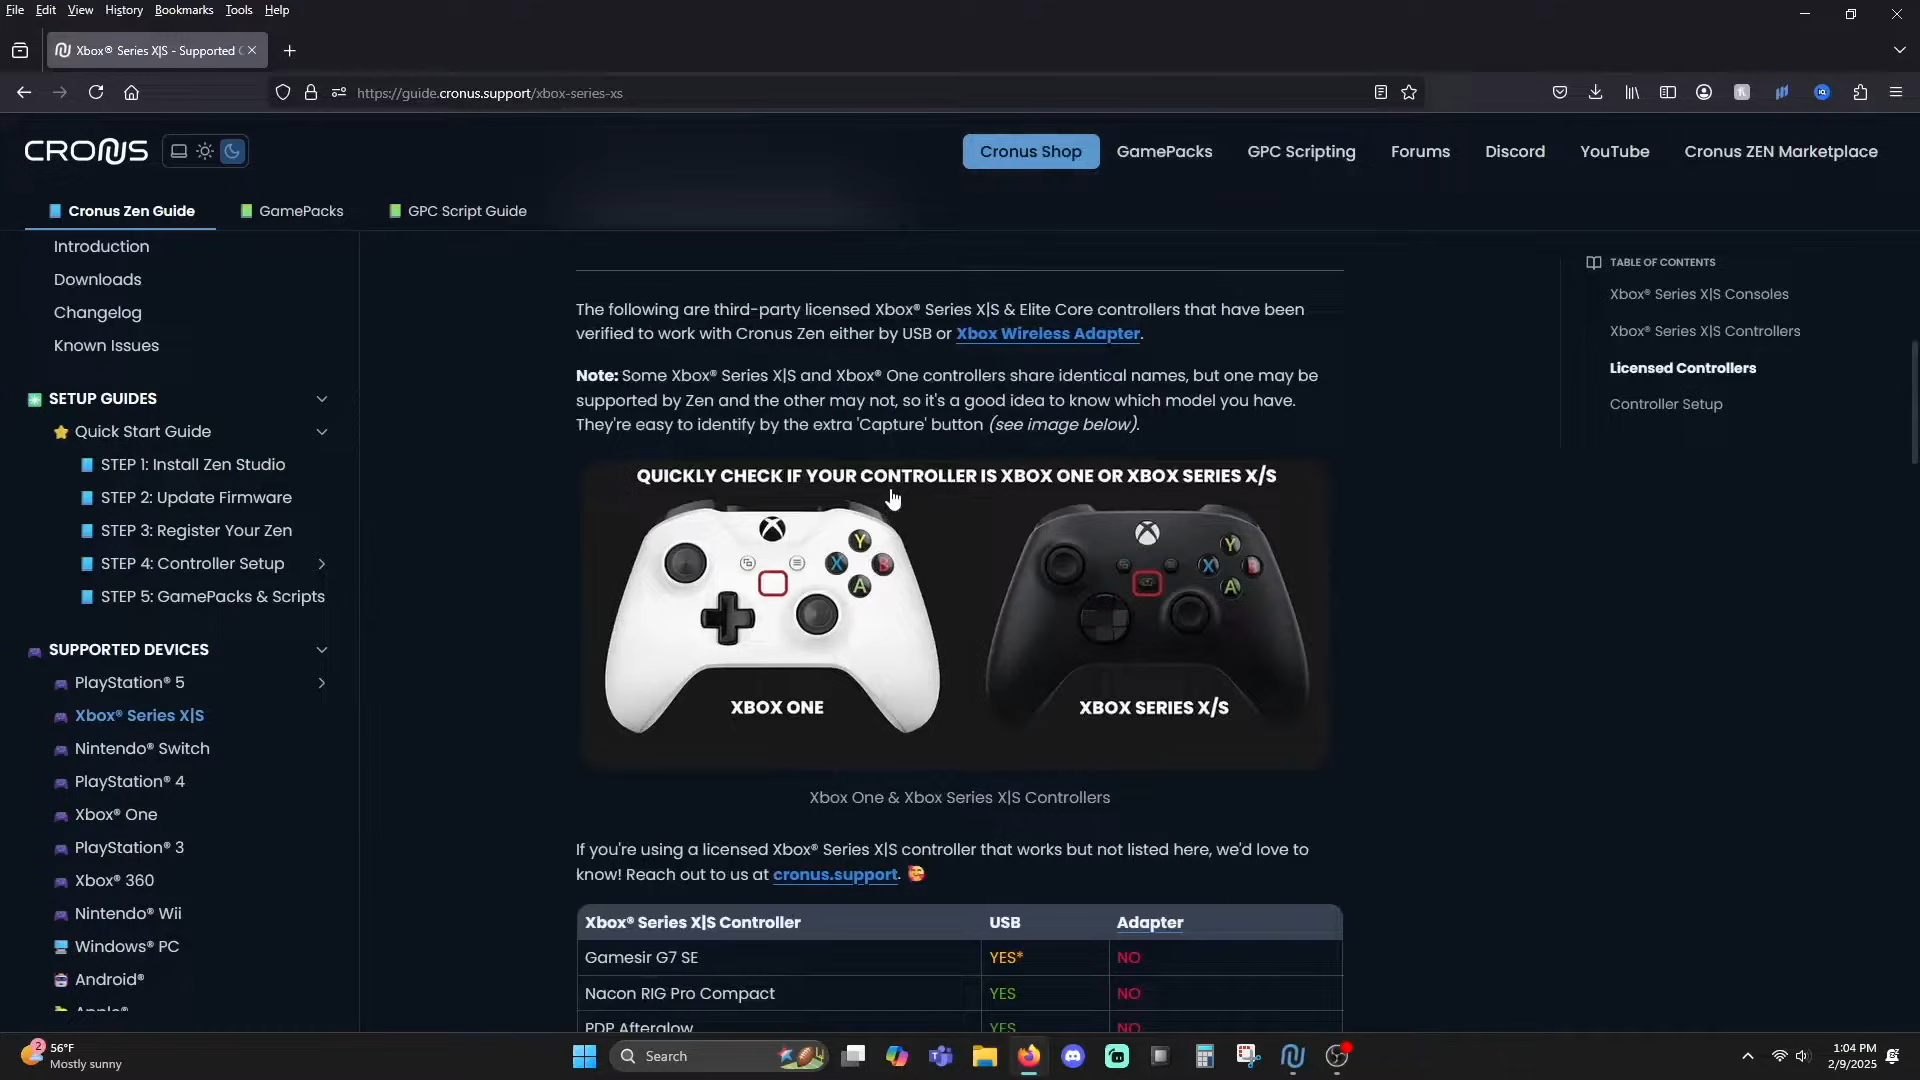 File Edit View History Bookmarks Tools Help
Xbox® Series X|S - Supported
https://guide.cronus.support/xbox-series-xs
CRONUS
Cronus Shop
GamePacks
GPC Scripting
Forums
Discord
YouTube
Cronus ZEN Marketplace
Cronus Zen Guide
GamePacks
GPC Script Guide
Introduction
Downloads
Changelog
Known Issues
SETUP GUIDES
Quick Start Guide
STEP 1: Install Zen Studio
STEP 2: Update Firmware
STEP 3: Register Your Zen
STEP 4: Controller Setup
STEP 5: GamePacks & Scripts
SUPPORTED DEVICES
PlayStation® 5
Xbox® Series X|S
Nintendo® Switch
PlayStation® 4
Xbox® One
PlayStation® 3
Xbox® 360
Nintendo® Wii
Windows® PC
Android®
Apple®
The following are third-party licensed Xbox® Series X|S & Elite Core controllers that have been
verified to work with Cronus Zen either by USB or Xbox Wireless Adapter.
Note: Some Xbox® Series X|S and Xbox® One controllers share identical names, but one may be
supported by Zen and the other may not, so it's a good idea to know which model you have.
They're easy to identify by the extra 'Capture' button (see image below).
QUICKLY CHECK IF YOUR CONTROLLER IS XBOX ONE OR XBOX SERIES X/S
Y
X B
A
XBOX ONE
Y
X B
A
XBOX SERIES X/S
Xbox One & Xbox Series X|S Controllers
If you're using a licensed Xbox® Series X|S controller that works but not listed here, we'd love to
know! Reach out to us at cronus.support. 🥰
Xbox® Series X|S Controller USB Adapter
Gamesir G7 SE YES* NO
Nacon RIG Pro Compact YES NO
PDP Afterglow YES NO
TABLE OF CONTENTS
Xbox® Series X|S Consoles
Xbox® Series X|S Controllers
Licensed Controllers
Controller Setup
2
56°F
Mostly sunny
Search
1:04 PM
2/9/2025